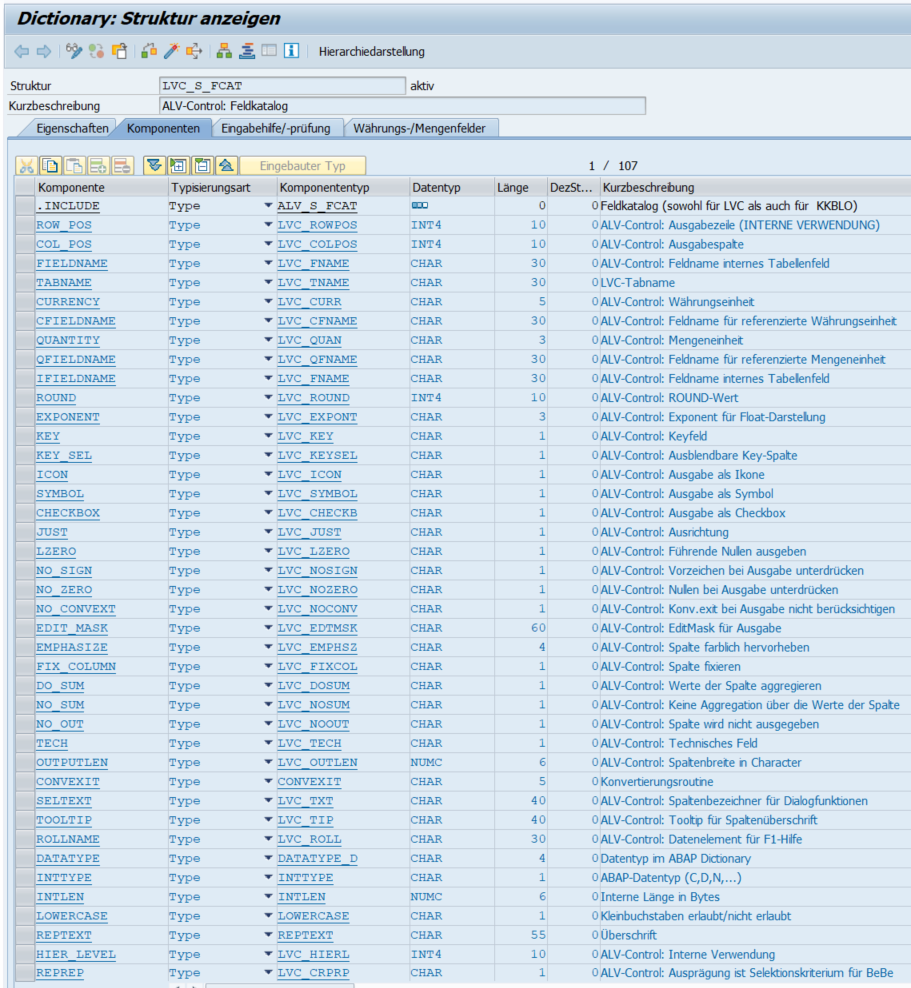 Dictionary: Struktur anzeigen
Hierarchiedarstellung
Struktur LVC_S_FCAT aktiv
Kurzbeschreibung ALV-Control: Feldkatalog
Eigenschaften Komponenten Eingabehilfe/-prüfung Währungs-/Mengenfelder
Eingebauter Typ 1 / 107
Komponente Typisierungsart Komponententyp Datentyp Länge DezSt... Kurzbeschreibung
.INCLUDE Type ALV_S_FCAT 0 0 Feldkatalog (sowohl für LVC als auch für KKBLO)
ROW_POS Type LVC_ROWPOS INT4 10 0 ALV-Control: Ausgabezeile (INTERNE VERWENDUNG)
COL_POS Type LVC_COLPOS INT4 10 0 ALV-Control: Ausgabespalte
FIELDNAME Type LVC_FNAME CHAR 30 0 ALV-Control: Feldname internes Tabellenfeld
TABNAME Type LVC_TNAME CHAR 30 0 LVC-Tabname
CURRENCY Type LVC_CURR CHAR 5 0 ALV-Control: Währungseinheit
CFIELDNAME Type LVC_CFNAME CHAR 30 0 ALV-Control: Feldname für referenzierte Währungseinheit
QUANTITY Type LVC_QUAN CHAR 3 0 ALV-Control: Mengeneinheit
QFIELDNAME Type LVC_QFNAME CHAR 30 0 ALV-Control: Feldname für referenzierte Mengeneinheit
IFIELDNAME Type LVC_FNAME CHAR 30 0 ALV-Control: Feldname internes Tabellenfeld
ROUND Type LVC_ROUND INT4 10 0 ALV-Control: ROUND-Wert
EXPONENT Type LVC_EXPONT CHAR 3 0 ALV-Control: Exponent für Float-Darstellung
KEY Type LVC_KEY CHAR 1 0 ALV-Control: Keyfeld
KEY_SEL Type LVC_KEYSEL CHAR 1 0 ALV-Control: Ausblendbare Key-Spalte
ICON Type LVC_ICON CHAR 1 0 ALV-Control: Ausgabe als Ikone
SYMBOL Type LVC_SYMBOL CHAR 1 0 ALV-Control: Ausgabe als Symbol
CHECKBOX Type LVC_CHECKB CHAR 1 0 ALV-Control: Ausgabe als Checkbox
JUST Type LVC_JUST CHAR 1 0 ALV-Control: Ausrichtung
LZERO Type LVC_LZERO CHAR 1 0 ALV-Control: Führende Nullen ausgeben
NO_SIGN Type LVC_NOSIGN CHAR 1 0 ALV-Control: Vorzeichen bei Ausgabe unterdrücken
NO_ZERO Type LVC_NOZERO CHAR 1 0 ALV-Control: Nullen bei Ausgabe unterdrücken
NO_CONVEXT Type LVC_NOCONV CHAR 1 0 ALV-Control: Konv.exit bei Ausgabe nicht berücksichtigen
EDIT_MASK Type LVC_EDTMSK CHAR 60 0 ALV-Control: EditMask für Ausgabe
EMPHASIZE Type LVC_EMPHSZ CHAR 4 0 ALV-Control: Spalte farblich hervorheben
FIX_COLUMN Type LVC_FIXCOL CHAR 1 0 ALV-Control: Spalte fixieren
DO_SUM Type LVC_DOSUM CHAR 1 0 ALV-Control: Werte der Spalte aggregieren
NO_SUM Type LVC_NOSUM CHAR 1 0 ALV-Control: Keine Aggregation über die Werte der Spalte
NO_OUT Type LVC_NOOUT CHAR 1 0 ALV-Control: Spalte wird nicht ausgegeben
TECH Type LVC_TECH CHAR 1 0 ALV-Control: Technisches Feld
OUTPUTLEN Type LVC_OUTLEN NUMC 6 0 ALV-Control: Spaltenbreite in Character
CONVEXIT Type CONVEXIT CHAR 5 0 Konvertierungsroutine
SELTEXT Type LVC_TXT CHAR 40 0 ALV-Control: Spaltenbezeichner für Dialogfunktionen
TOOLTIP Type LVC_TIP CHAR 40 0 ALV-Control: Tooltip für Spaltenüberschrift
ROLLNAME Type LVC_ROLL CHAR 30 0 ALV-Control: Datenelement für F1-Hilfe
DATATYPE Type DATATYPE_D CHAR 4 0 Datentyp im ABAP Dictionary
INTTYPE Type INTTYPE CHAR 1 0 ABAP-Datentyp (C,D,N,...)
INTLEN Type INTLEN NUMC 6 0 Interne Länge in Bytes
LOWERCASE Type LOWERCASE CHAR 1 0 Kleinbuchstaben erlaubt/nicht erlaubt
REPTEXT Type REPTEXT CHAR 55 0 Überschrift
HIER_LEVEL Type LVC_HIERL INT4 10 0 ALV-Control: Interne Verwendung
REPREP Type LVC_CRPRP CHAR 1 0 ALV-Control: Ausprägung ist Selektionskriterium für BeBe